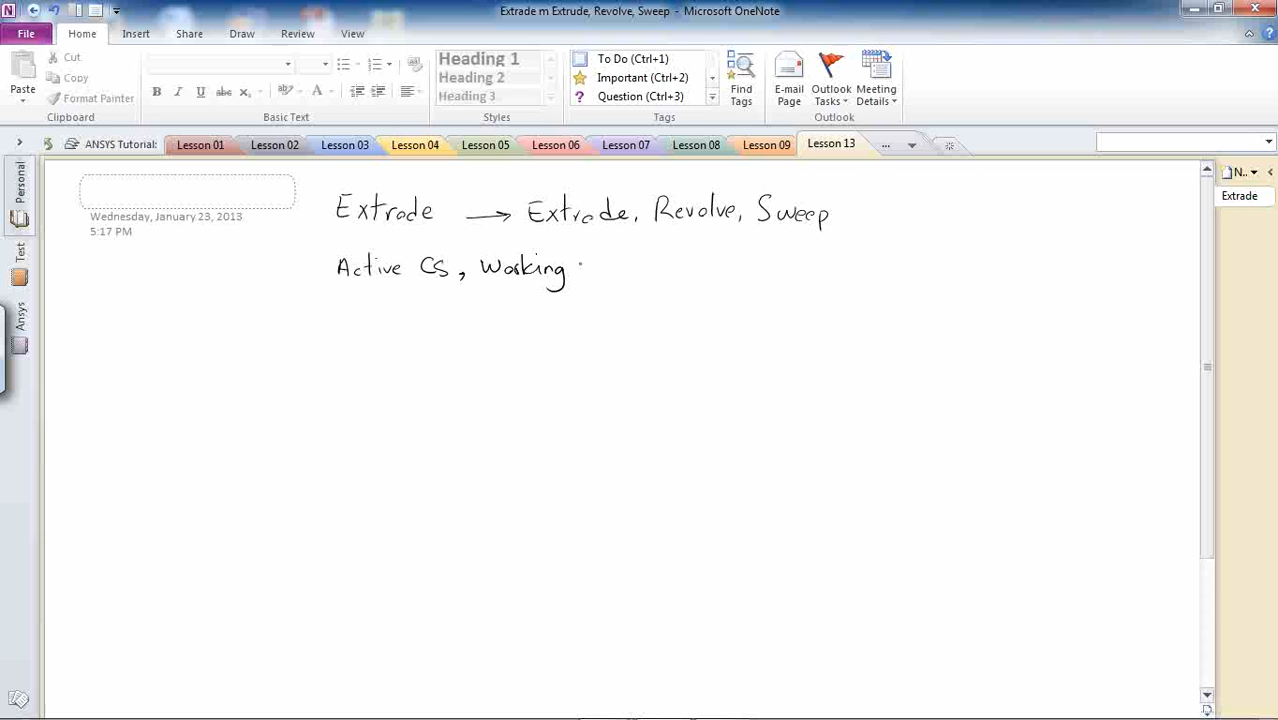 Extrade m Extrude, Revolve, Sweep - Microsoft OneNote
File Home Insert Share Draw Review View
Paste
Cut
Copy
Format Painter
Clipboard
B I U abc X₂ ab A
Basic Text
Heading 1
Heading 2
Heading 3
Styles
To Do (Ctrl+1)
Important (Ctrl+2)
Question (Ctrl+3)
Find
Tags
Tags
E-mail
Page
Outlook
Tasks
Meeting
Details
Outlook
ANSYS Tutorial: Lesson 01 Lesson 02 Lesson 03 Lesson 04 Lesson 05 Lesson 06 Lesson 07 Lesson 08 Lesson 09 Lesson 13 ...
Personal
Test
Ansys
N..
Extrade
Wednesday, January 23, 2013
5:17 PM
Extrade → Extrade, Revolve, Sweep
Active CS, Working